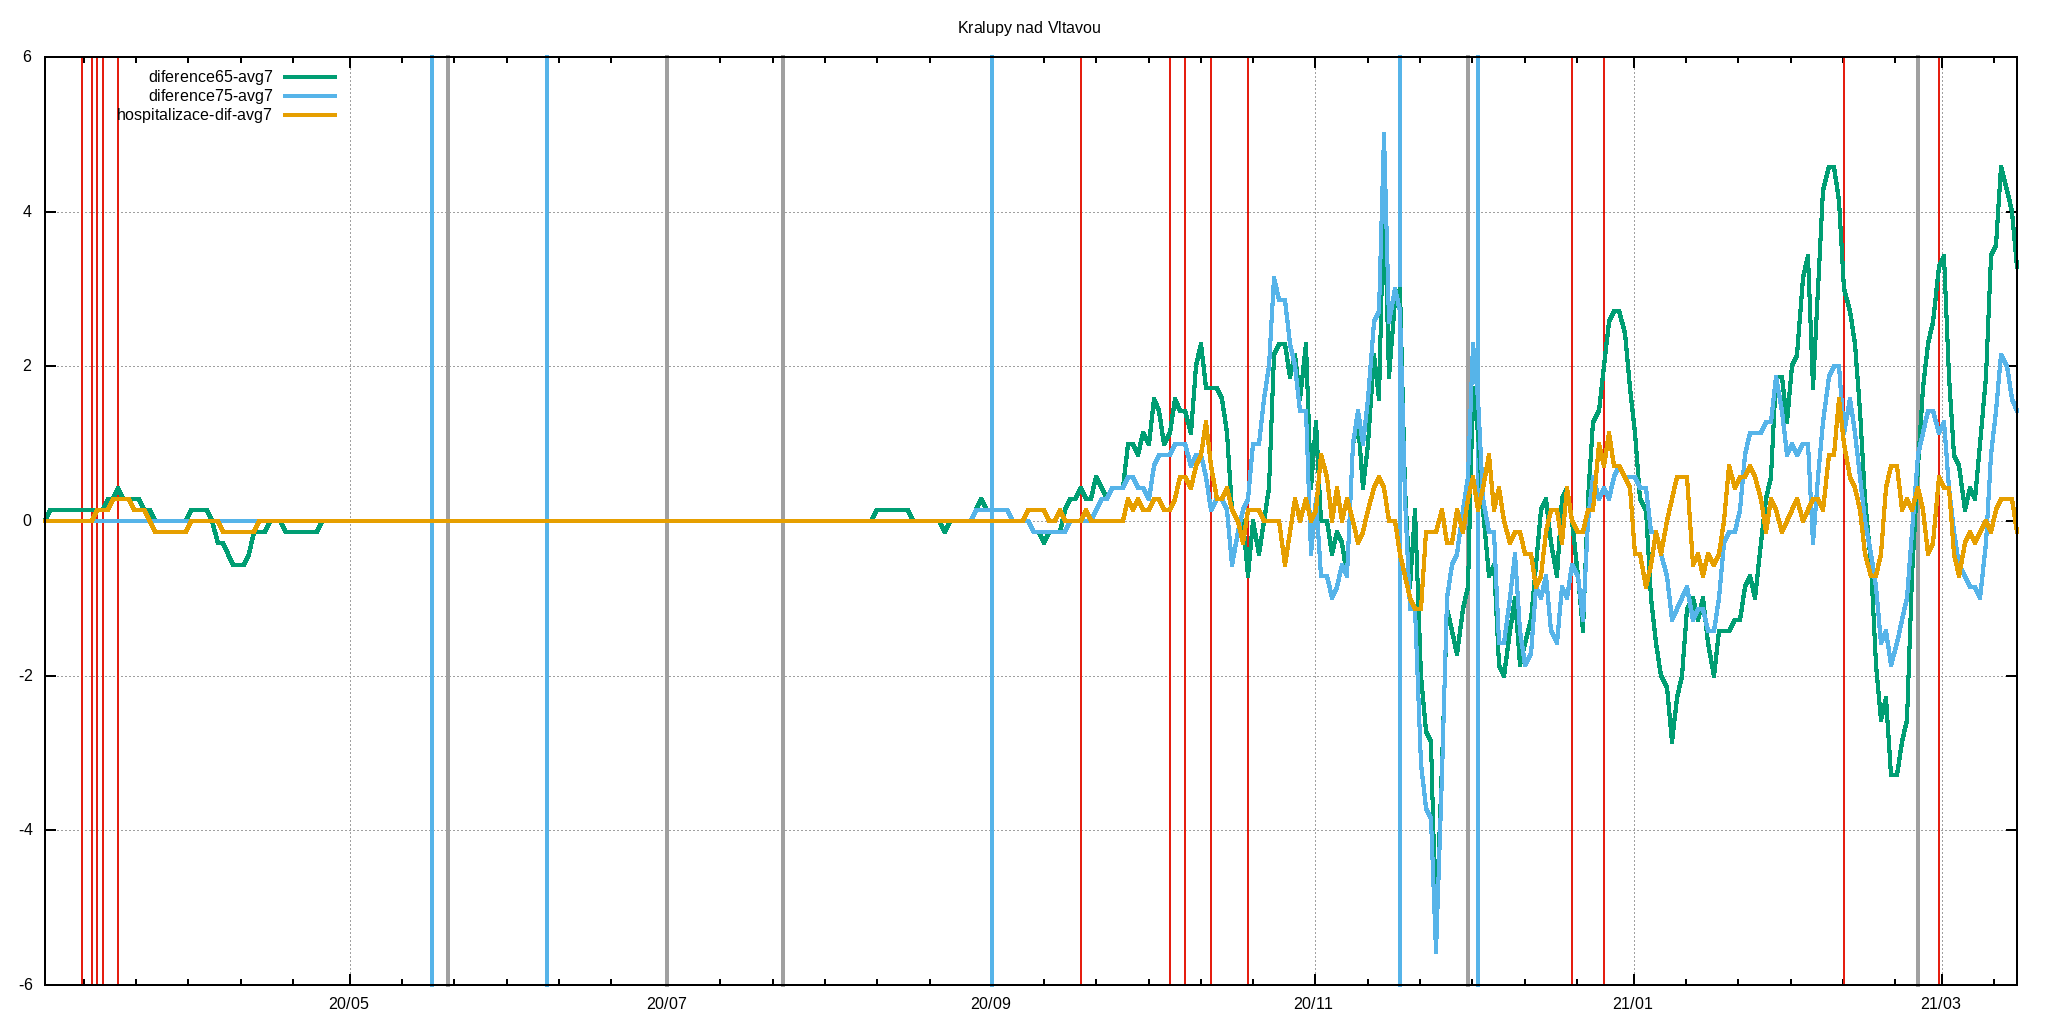 Kralupy nad Vltavou
6
diference65-avg7
diference75-avg7
hospitalizace-dif-avg7
4
2
0
-2
-4
-6
20/05 20/07 20/09 20/11 21/01 21/03